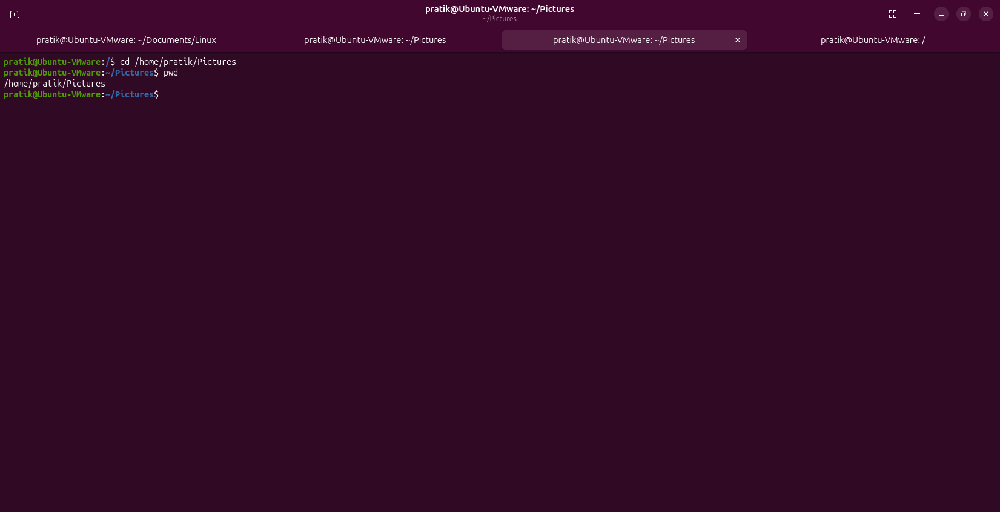 pratik@Ubuntu-VMware: ~/Pictures
~/Pictures
pratik@Ubuntu-VMware: ~/Documents/Linux
pratik@Ubuntu-VMware: ~/Pictures
pratik@Ubuntu-VMware: ~/Pictures
pratik@Ubuntu-VMware: /
pratik@Ubuntu-VMware:/$ cd /home/pratik/Pictures
pratik@Ubuntu-VMware:~/Pictures$ pwd
/home/pratik/Pictures
pratik@Ubuntu-VMware:~/Pictures$